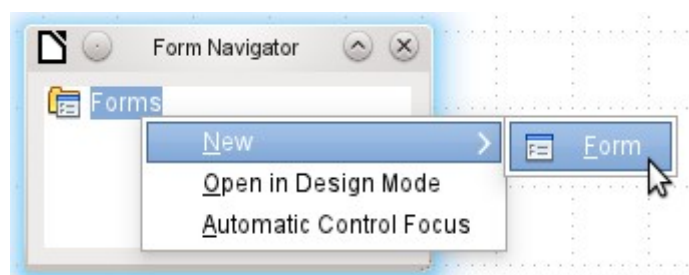 Form Navigator
Forms
New
Form
Open in Design Mode
Automatic Control Focus